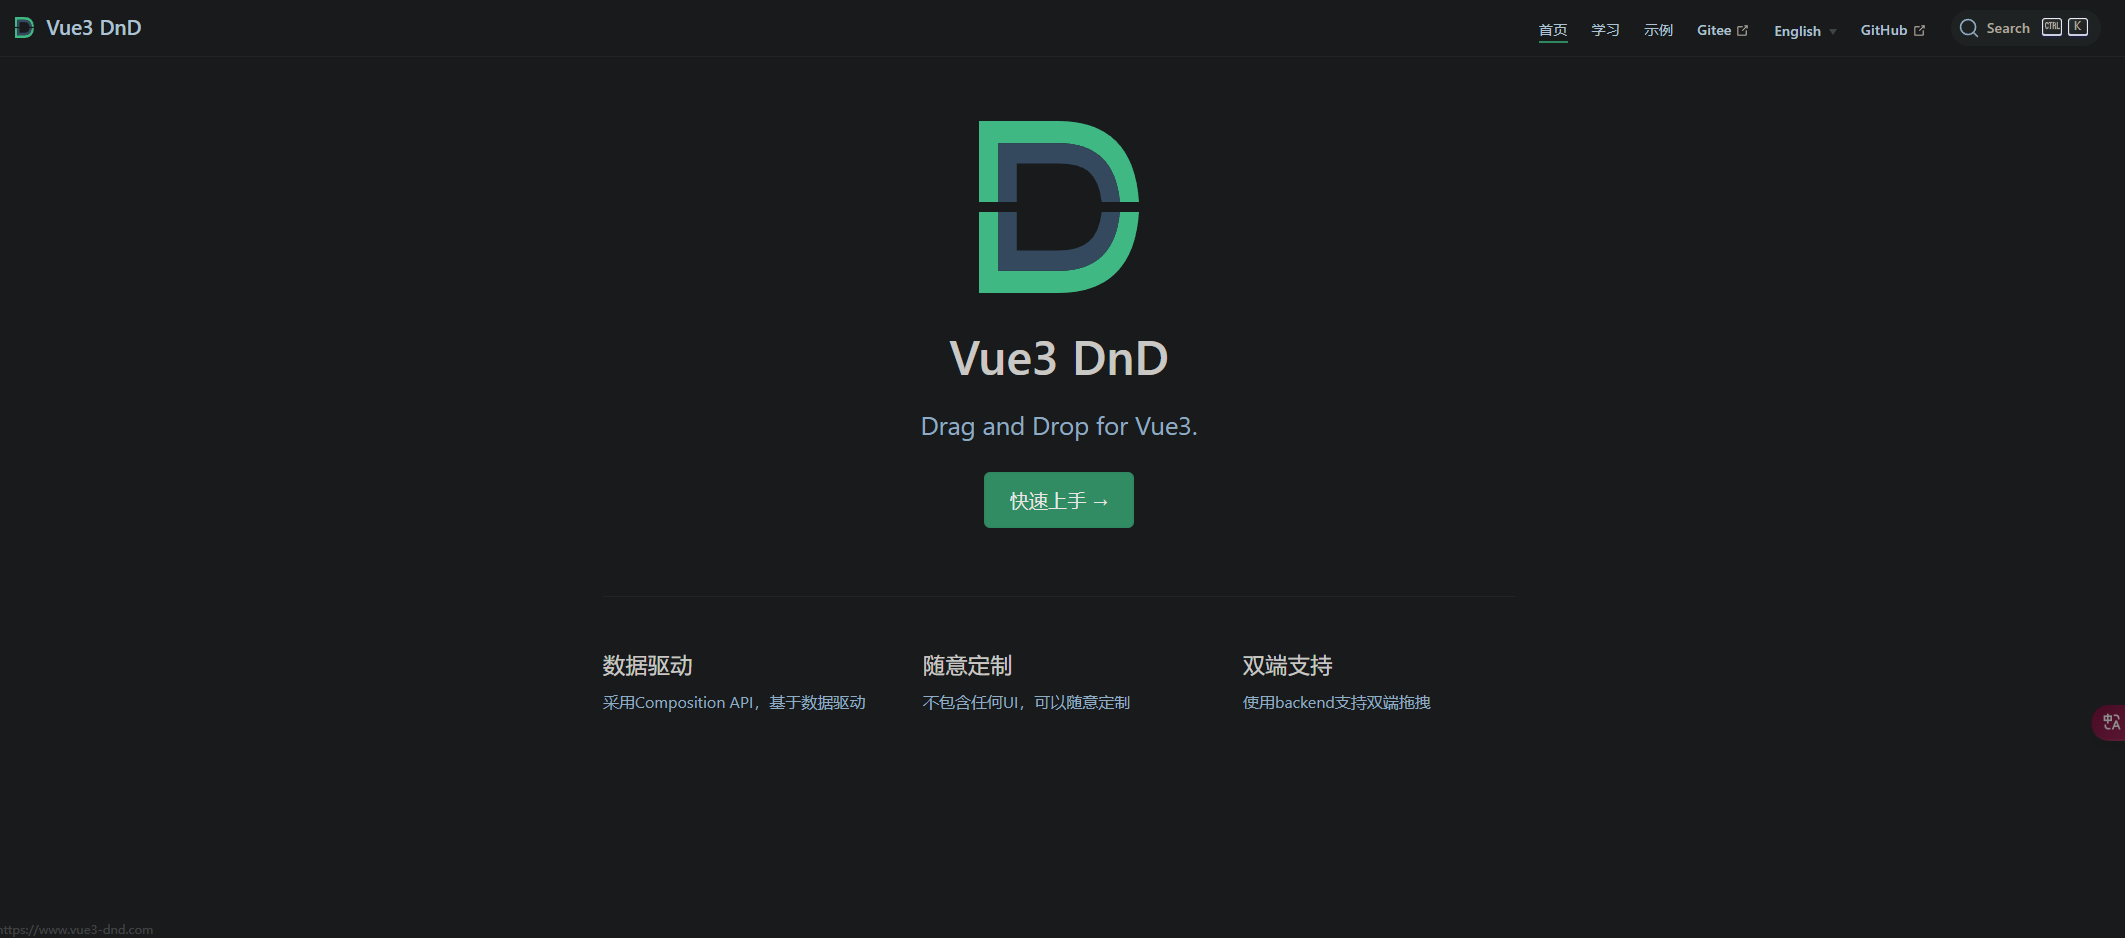 Vue3 DnD
首页 学习 示例 Gitee English GitHub Search CTRL K
Vue3 DnD
Drag and Drop for Vue3.
快速上手 →
数据驱动
采用Composition API，基于数据驱动
随意定制
不包含任何UI，可以随意定制
双端支持
使用backend支持双端拖拽
中A
https://www.vue3-dnd.com